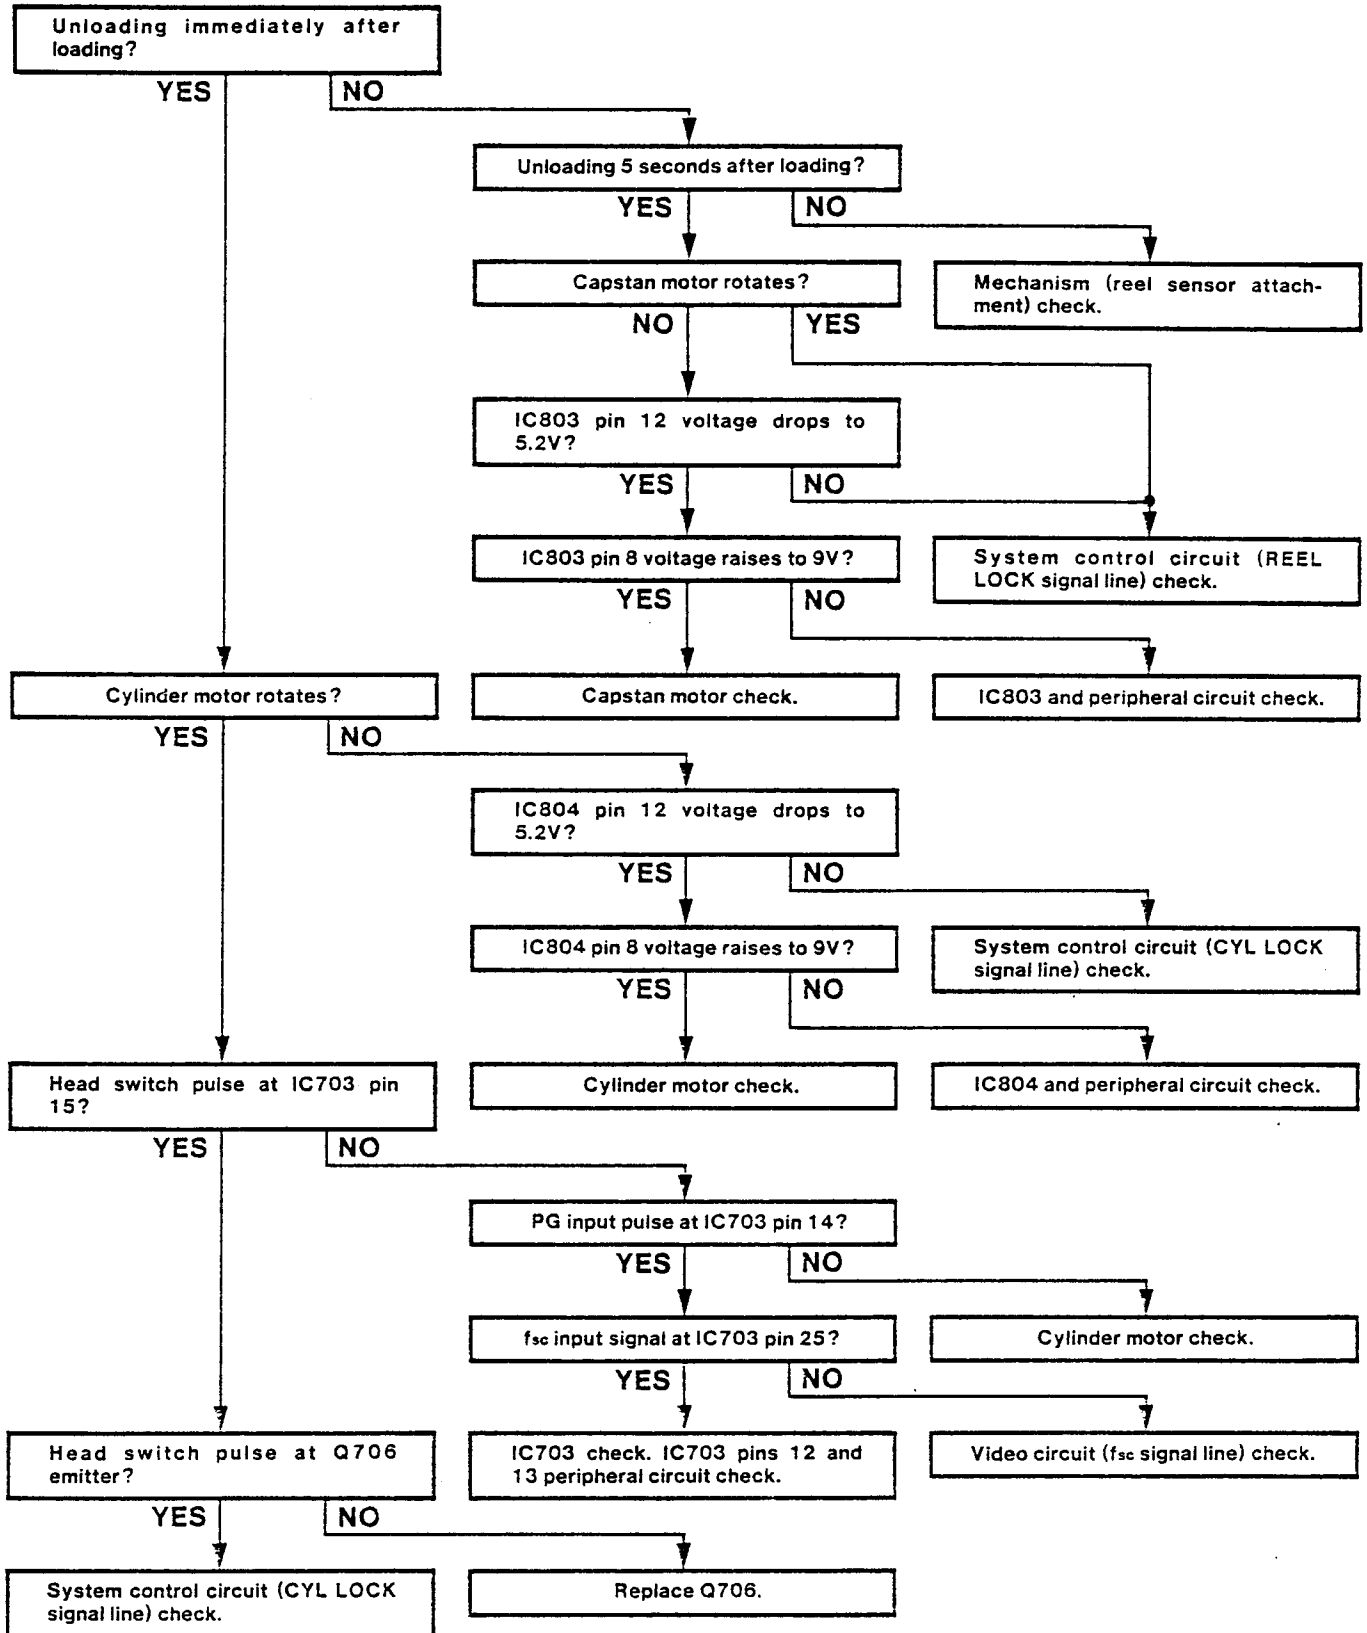 Unloading immediately after
loading?
YES
NO
Unloading 5 seconds after loading?
YES
NO
Capstan motor rotates?
Mechanism (reel sensor attach-
ment) check.
NO
YES
IC803 pin 12 voltage drops to
5.2V?
YES
NO
IC803 pin 8 voltage raises to 9V?
System control circuit (REEL
LOCK signal line) check.
YES
NO
Cylinder motor rotates?
Capstan motor check.
IC803 and peripheral circuit check.
YES
NO
IC804 pin 12 voltage drops to
5.2V?
YES
NO
IC804 pin 8 voltage raises to 9V?
System control circuit (CYL LOCK
signal line) check.
YES
NO
Head switch pulse at IC703 pin
15?
Cylinder motor check.
IC804 and peripheral circuit check.
YES
NO
PG input pulse at IC703 pin 14?
YES
NO
fsc input signal at IC703 pin 25?
Cylinder motor check.
YES
NO
Head switch pulse at Q706
emitter?
IC703 check. IC703 pins 12 and
13 peripheral circuit check.
Video circuit (fsc signal line) check.
YES
NO
System control circuit (CYL LOCK
signal line) check.
Replace Q706.